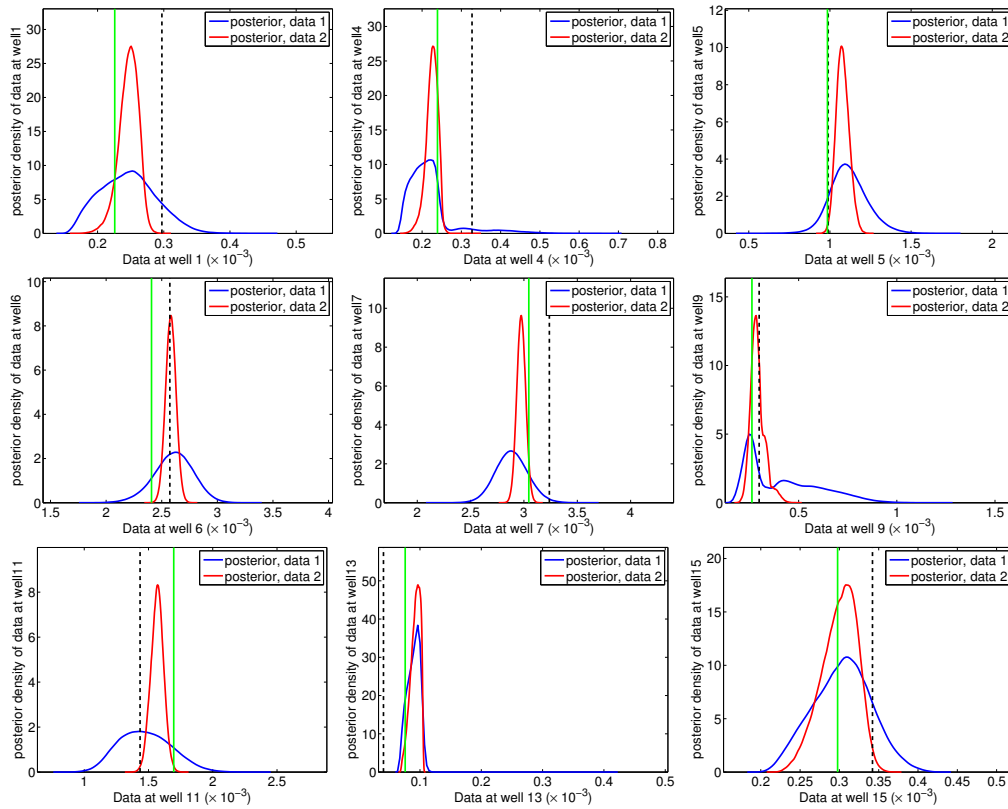 posterior density of data at well1
30
25
20
15
10
5
0
posterior, data 1
posterior, data 2
0.2 0.3 0.4 0.5
Data at well 1 (× 10⁻³)
posterior density of data at well4
30
25
20
15
10
5
0
posterior, data 1
posterior, data 2
0.2 0.3 0.4 0.5 0.6 0.7 0.8
Data at well 4 (× 10⁻³)
posterior density of data at well5
12
10
8
6
4
2
0
posterior, data 1
posterior, data 2
0.5 1 1.5 2
Data at well 5 (× 10⁻³)
posterior density of data at well6
10
8
6
4
2
0
posterior, data 1
posterior, data 2
1.5 2 2.5 3 3.5 4
Data at well 6 (× 10⁻³)
posterior density of data at well7
10
8
6
4
2
0
posterior, data 1
posterior, data 2
2 2.5 3 3.5 4
Data at well 7 (× 10⁻³)
posterior density of data at well9
15
10
5
0
posterior, data 1
posterior, data 2
0.5 1 1.5
Data at well 9 (× 10⁻³)
posterior density of data at well11
8
6
4
2
0
posterior, data 1
posterior, data 2
1 1.5 2 2.5
Data at well 11 (× 10⁻³)
posterior density of data at well13
50
40
30
20
10
0
posterior, data 1
posterior, data 2
0.1 0.2 0.3 0.4 0.5
Data at well 13 (× 10⁻³)
posterior density of data at well15
20
15
10
5
0
posterior, data 1
posterior, data 2
0.2 0.25 0.3 0.35 0.4 0.45 0.5
Data at well 15 (× 10⁻³)